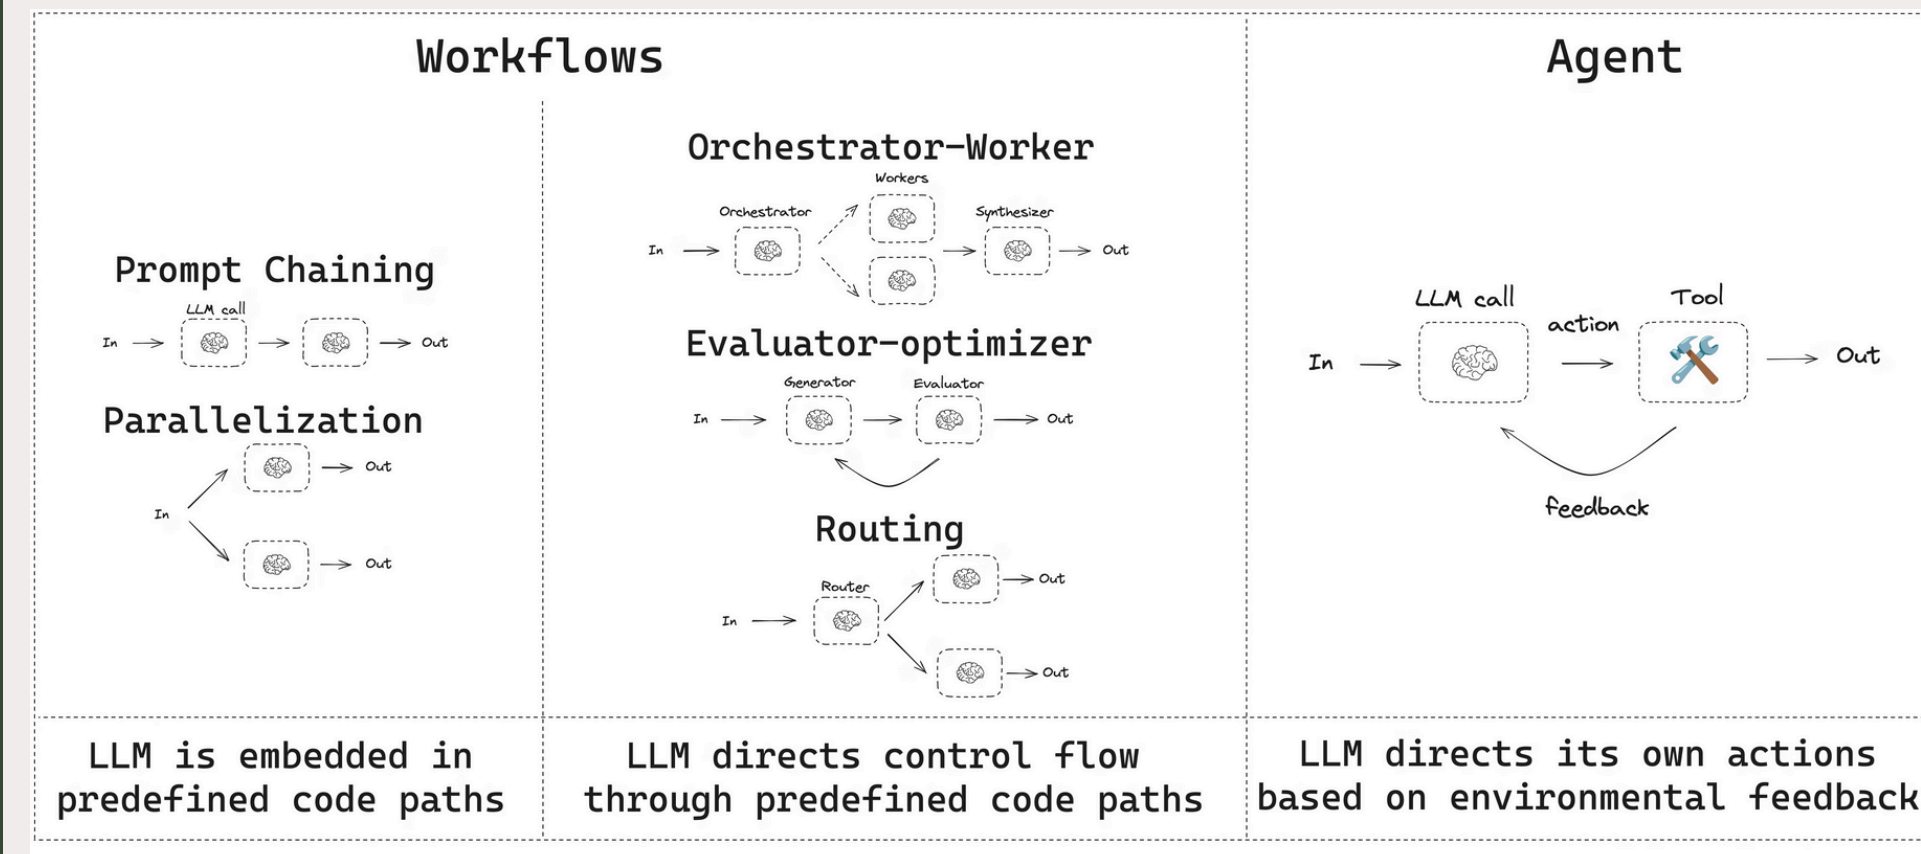 Workflows
Agent
Prompt Chaining
LLM call
In
Out
Parallelization
In
Out
Out
Orchestrator-Worker
Workers
Orchestrator
Synthesizer
In
Out
Evaluator-optimizer
Generator
Evaluator
In
Out
Routing
Router
In
Out
Out
LLM call
Tool
action
In
Out
feedback
LLM is embedded in
predefined code paths
LLM directs control flow
through predefined code paths
LLM directs its own actions
based on environmental feedback